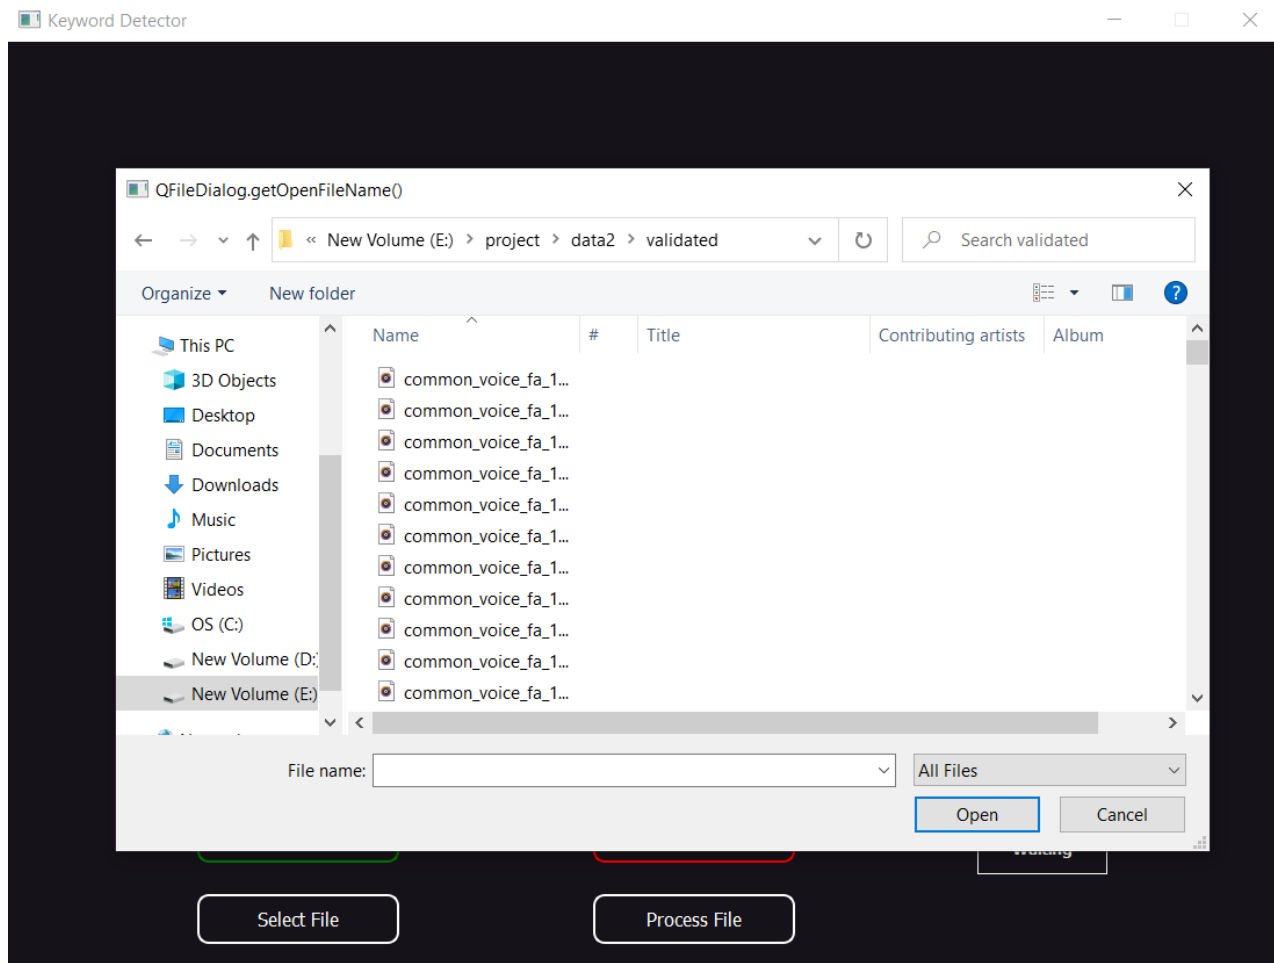 Keyword Detector
QFileDialog.getOpenFileName()
« New Volume (E:) > project > data2 > validated
Search validated
Organize
New folder
?
This PC
3D Objects
Desktop
Documents
Downloads
Music
Pictures
Videos
OS (C:)
New Volume (D:
New Volume (E:)
Name # Title Contributing artists Album
common_voice_fa_1...
common_voice_fa_1...
common_voice_fa_1...
common_voice_fa_1...
common_voice_fa_1...
common_voice_fa_1...
common_voice_fa_1...
common_voice_fa_1...
common_voice_fa_1...
common_voice_fa_1...
common_voice_fa_1...
File name:
All Files
Open
Cancel
Waiting
Select File
Process File